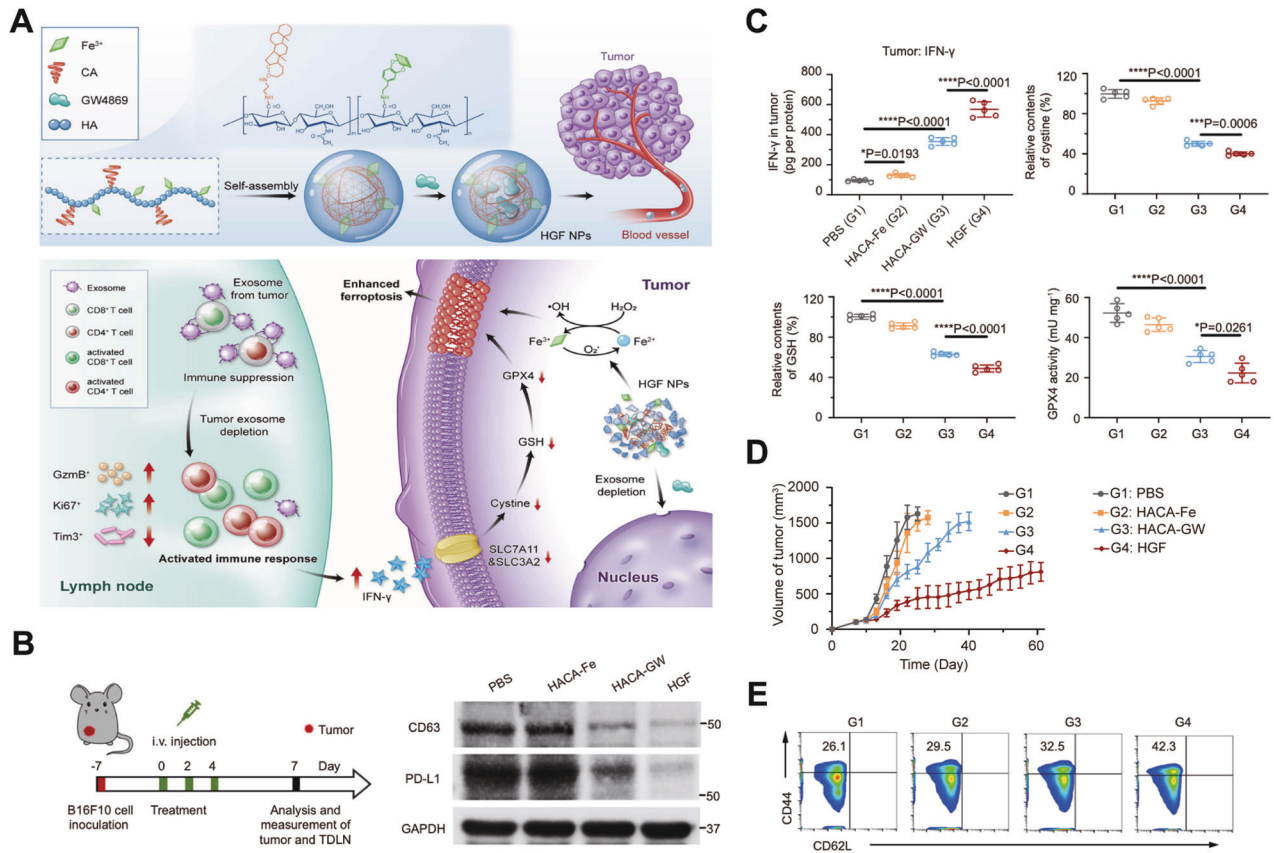 A
Fe³⁺
CA
GW4869
HA
Self-assembly
HGF NPs
Tumor
Blood vessel
Exosome
CD8⁺ T cell
CD4⁺ T cell
activated
CD8⁺T cell
activated
CD4⁺ T cell
Exosome
from tumor
Immune suppression
Tumor exosome
depletion
GzmB⁺
Ki67⁺
Tim3⁺
Activated immune response
Lymph node
IFN-γ
Enhanced
ferroptosis
Tumor
•OH
H₂O₂
Fe³⁺
Fe²⁺
O₂•
GPX4
HGF NPs
GSH
Exosome
depletion
Cystine
SLC7A11
&SLC3A2
Nucleus
B
i.v. injection
Tumor
-7
0
2
4
7
Day
B16F10 cell
inoculation
Treatment
Analysis and
measurement of
tumor and TDLN
PBS
HACA-Fe
HACA-GW
HGF
CD63
50
PD-L1
50
GAPDH
37
C
Tumor: IFN-γ
IFN-γ in tumor
(pg per protein)
800
600
400
200
0
****P<0.0001
****P<0.0001
*P=0.0193
PBS (G1)
HACA-Fe (G2)
HACA-GW (G3)
HGF (G4)
Relative contents
of cystine (%)
120
80
40
0
****P<0.0001
***P=0.0006
G1 G2 G3 G4
Relative contents
of GSH (%)
120
80
40
0
****P<0.0001
****P<0.0001
G1 G2 G3 G4
GPX4 activity (mU mg⁻¹)
60
40
20
0
****P<0.0001
*P=0.0261
G1 G2 G3 G4
D
Volume of tumor (mm³)
2000
1500
1000
500
0
0 20 40 60
Time (Day)
G1
G2
G3
G4
G1: PBS
G2: HACA-Fe
G3: HACA-GW
G4: HGF
E
G1 G2 G3 G4
26.1 29.5 32.5 42.3
CD44
CD62L